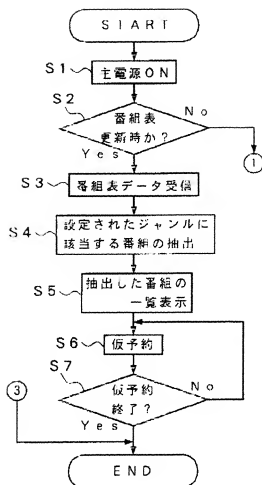 START
S1
主電源ON
S2
番組表
更新時か?
No
Yes
①
S3
番組表データ受信
S4
設定されたジャンルに
該当する番組の抽出
S5
抽出した番組の
一覧表示
S6
仮予約
S7
仮予約
終了?
No
Yes
③
END